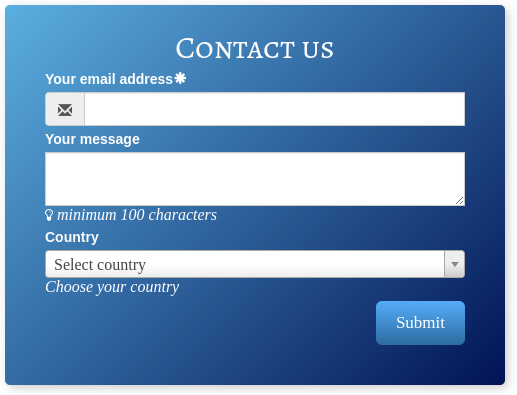 Contact us
Your email address✱
Your message
minimum 100 characters
Country
Select country
Choose your country
Submit